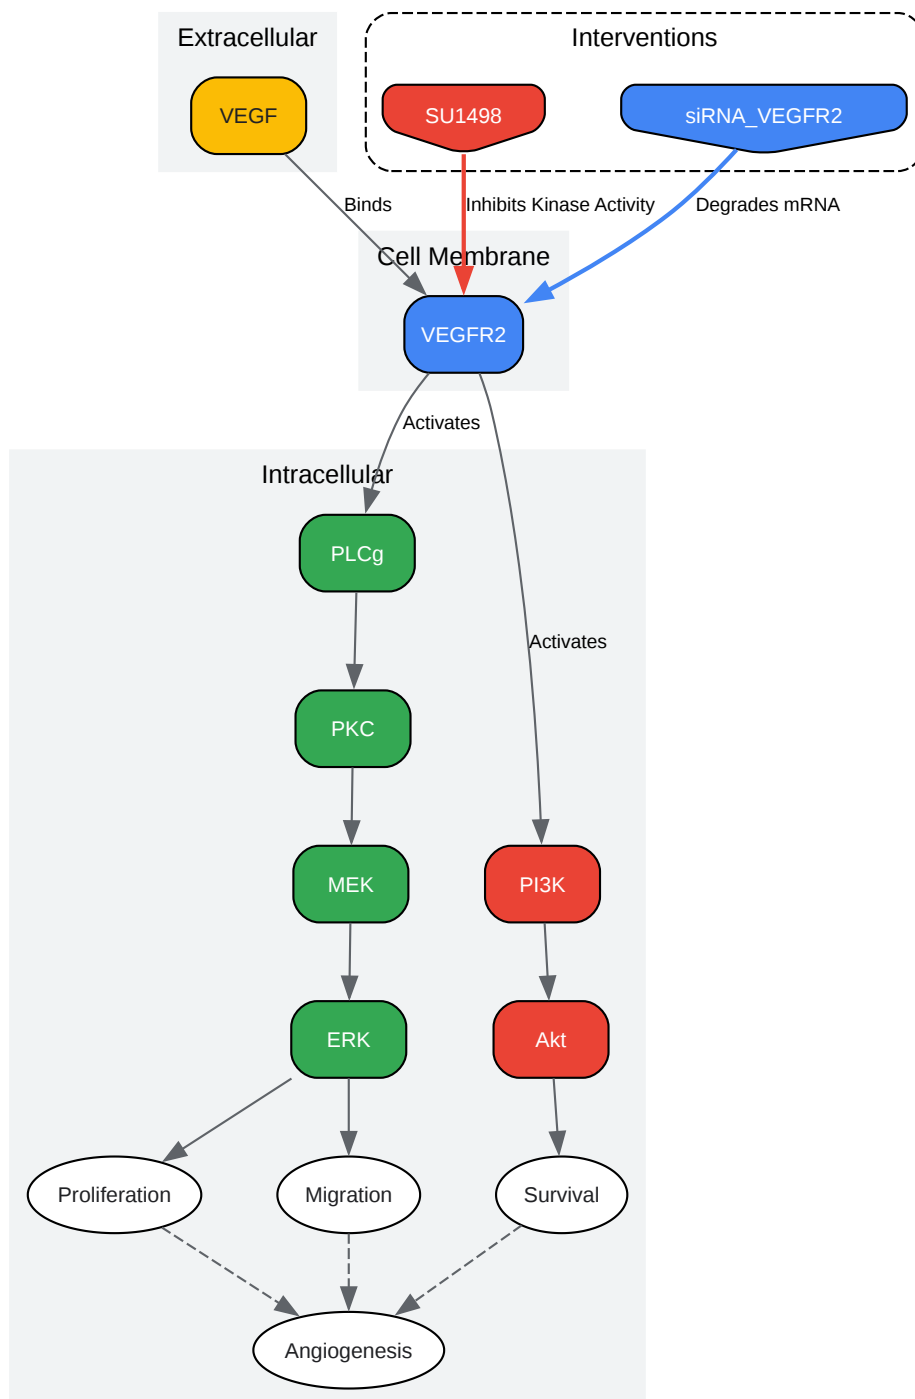 Extracellular
Interventions
VEGF
SU1498
siRNA_VEGFR2
Binds
Inhibits Kinase Activity
Degrades mRNA
Cell Membrane
VEGFR2
Activates
Intracellular
PLCg
Activates
PKC
MEK
PI3K
ERK
Akt
Proliferation
Migration
Survival
Angiogenesis